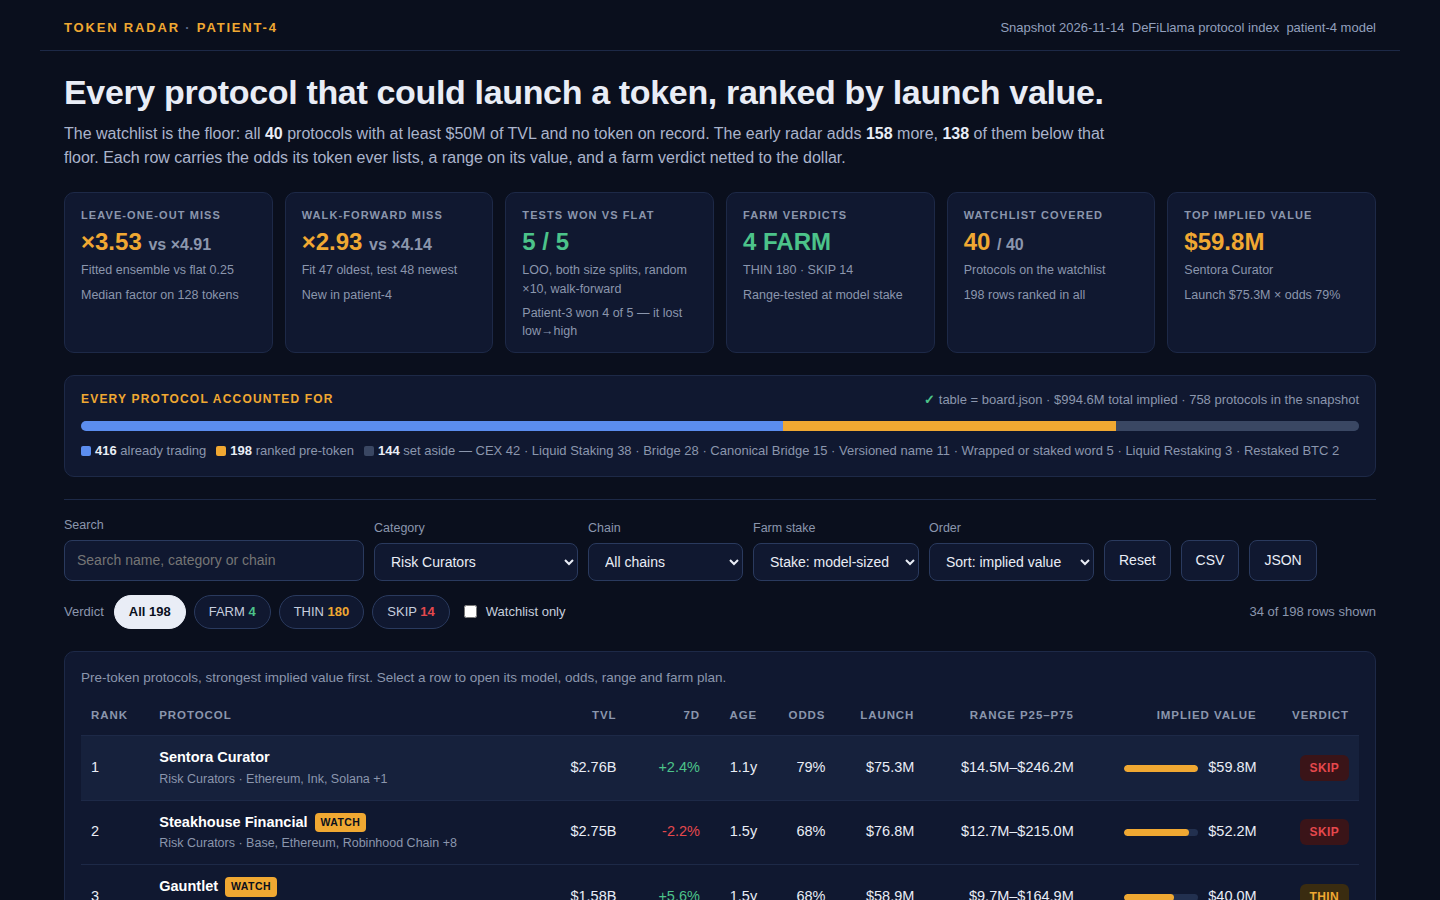 TOKEN RADAR · PATIENT-4
Snapshot 2026-11-14 DeFiLlama protocol index patient-4 model
Every protocol that could launch a token, ranked by launch value.
The watchlist is the floor: all 40 protocols with at least $50M of TVL and no token on record. The early radar adds 158 more, 138 of them below that
floor. Each row carries the odds its token ever lists, a range on its value, and a farm verdict netted to the dollar.
LEAVE-ONE-OUT MISS
×3.53 vs ×4.91
Fitted ensemble vs flat 0.25
Median factor on 128 tokens
WALK-FORWARD MISS
×2.93 vs ×4.14
Fit 47 oldest, test 48 newest
New in patient-4
TESTS WON VS FLAT
5 / 5
LOO, both size splits, random
×10, walk-forward
Patient-3 won 4 of 5 — it lost
low→high
FARM VERDICTS
4 FARM
THIN 180 · SKIP 14
Range-tested at model stake
WATCHLIST COVERED
40 / 40
Protocols on the watchlist
198 rows ranked in all
TOP IMPLIED VALUE
$59.8M
Sentora Curator
Launch $75.3M × odds 79%
EVERY PROTOCOL ACCOUNTED FOR
✓ table = board.json · $994.6M total implied · 758 protocols in the snapshot
416 already trading 198 ranked pre-token 144 set aside — CEX 42 · Liquid Staking 38 · Bridge 28 · Canonical Bridge 15 · Versioned name 11 · Wrapped or staked word 5 · Liquid Restaking 3 · Restaked BTC 2
Search
Category
Chain
Farm stake
Order
Search name, category or chain
Risk Curators
All chains
Stake: model-sized
Sort: implied value
Reset
CSV
JSON
Verdict All 198 FARM 4 THIN 180 SKIP 14 Watchlist only
34 of 198 rows shown
Pre-token protocols, strongest implied value first. Select a row to open its model, odds, range and farm plan.
RANK PROTOCOL TVL 7D AGE ODDS LAUNCH RANGE P25–P75 IMPLIED VALUE VERDICT
1 Sentora Curator $2.76B +2.4% 1.1y 79% $75.3M $14.5M–$246.2M $59.8M SKIP
Risk Curators · Ethereum, Ink, Solana +1
2 Steakhouse Financial WATCH $2.75B -2.2% 1.5y 68% $76.8M $12.7M–$215.0M $52.2M SKIP
Risk Curators · Base, Ethereum, Robinhood Chain +8
3 Gauntlet WATCH $1.58B +5.6% 1.5y 68% $58.9M $9.7M–$164.9M $40.0M THIN